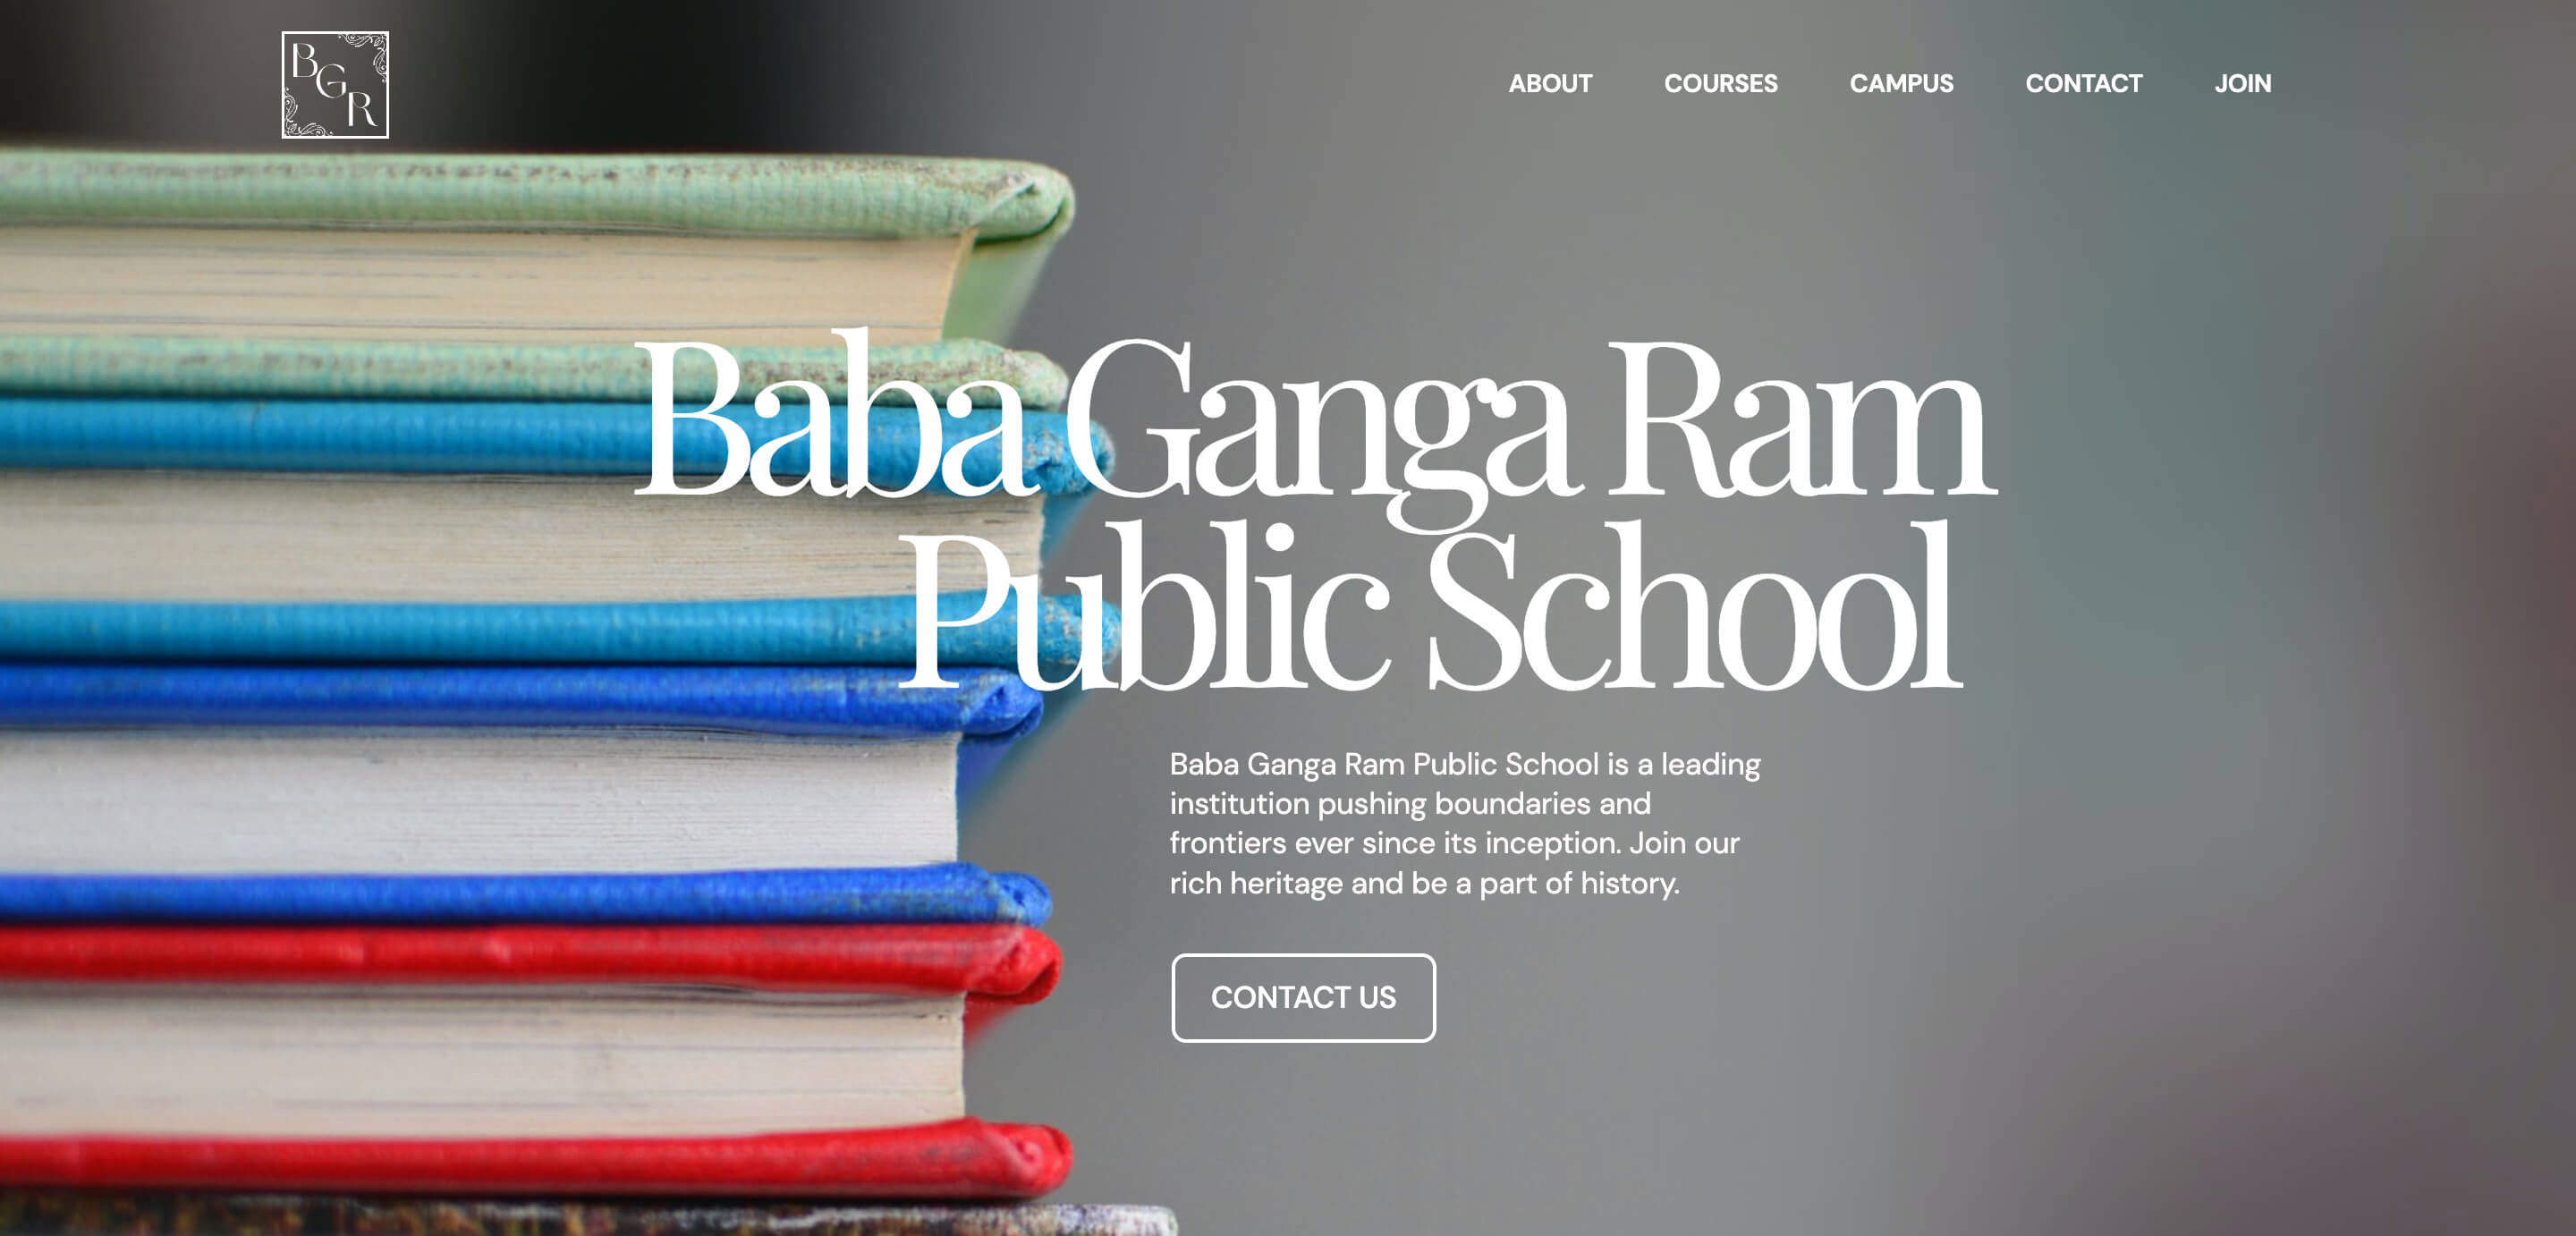 B
G
R
ABOUT COURSES CAMPUS CONTACT JOIN
Baba Ganga Ram
Public School
Baba Ganga Ram Public School is a leading
institution pushing boundaries and
frontiers ever since its inception. Join our
rich heritage and be a part of history.
CONTACT US